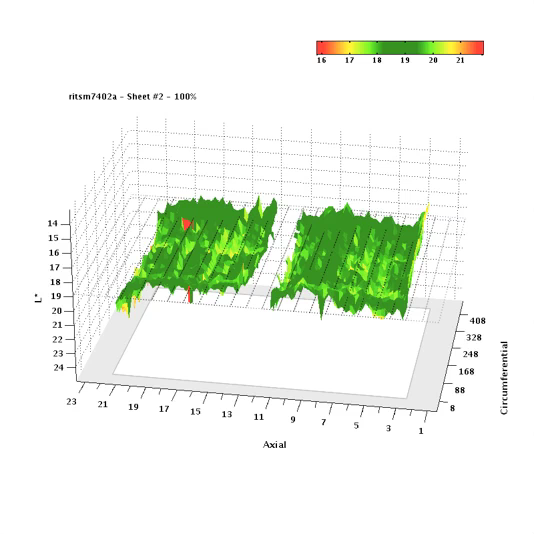 16 17 18 19 20 21
ritsm7402a - Sheet #2 - 100%
14
15
16
17
18
19
20
21
22
23
24
L*
408
328
248
168
88
8
Circumferential
23 21 19 17 15 13 11 9 7 5 3 1
Axial